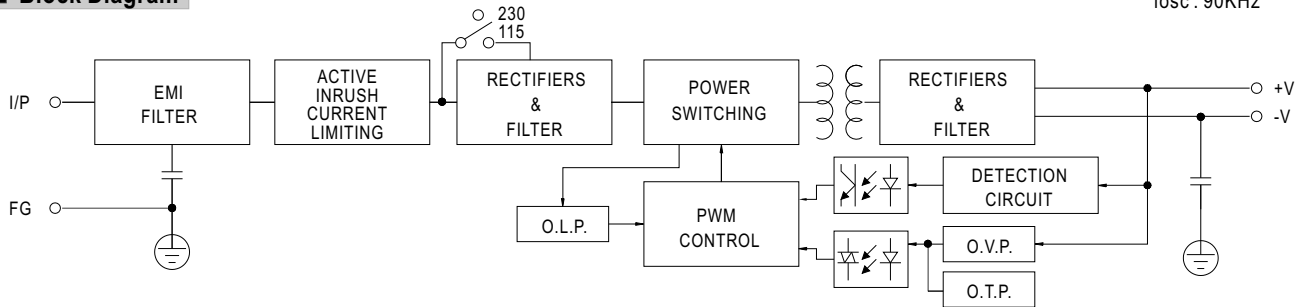 Block Diagram
fosc : 90KHz
230
115
I/P
EMI
FILTER
ACTIVE
INRUSH
CURRENT
LIMITING
RECTIFIERS
&
FILTER
POWER
SWITCHING
RECTIFIERS
&
FILTER
+V
-V
FG
O.L.P.
PWM
CONTROL
DETECTION
CIRCUIT
O.V.P.
O.T.P.